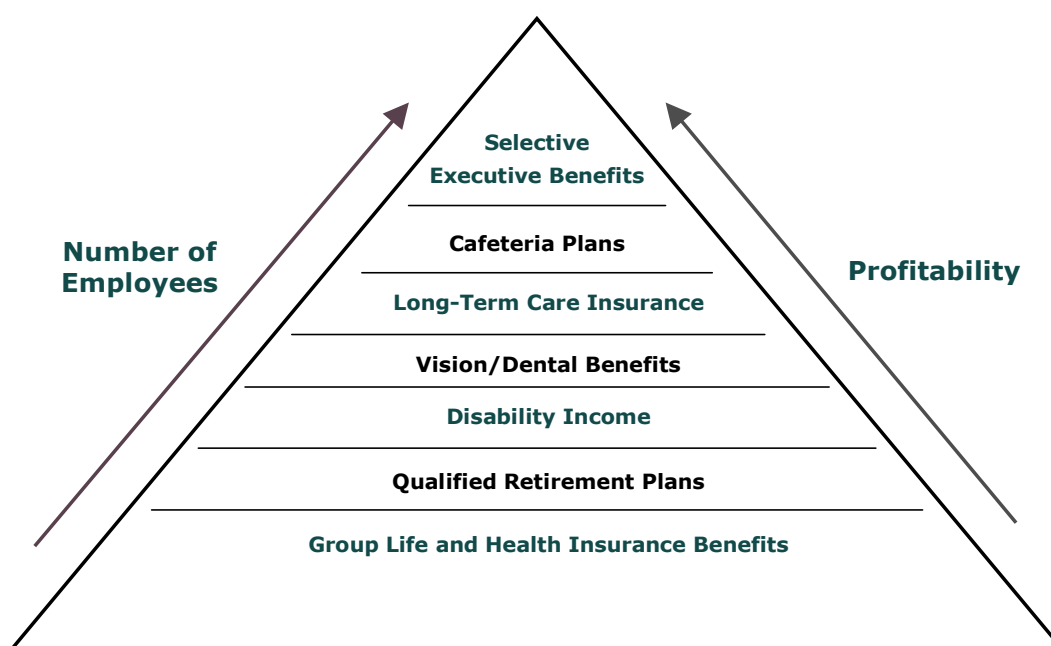 Selective
Executive Benefits
Cafeteria Plans
Number of
Employees
Profitability
Long-Term Care Insurance
Vision/Dental Benefits
Disability Income
Qualified Retirement Plans
Group Life and Health Insurance Benefits